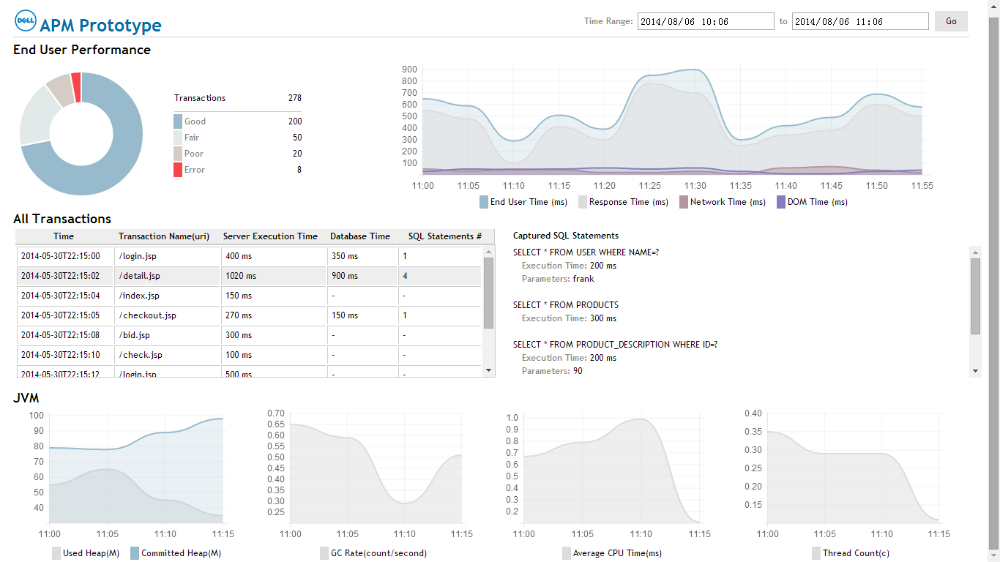 DELL APM Prototype
Time Range: 2014/08/06 10:06 to 2014/08/06 11:06 Go
End User Performance
Transactions 278
Good 200
Fair 50
Poor 20
Error 8
900
800
700
600
500
400
300
200
100
11:00 11:05 11:10 11:15 11:20 11:25 11:30 11:35 11:40 11:45 11:50 11:55
End User Time (ms) Response Time (ms) Network Time (ms) DOM Time (ms)
All Transactions
Time Transaction Name(uri) Server Execution Time Database Time SQL Statements #
2014-05-30T22:15:00 /login.jsp 400 ms 350 ms 1
2014-05-30T22:15:02 /detail.jsp 1020 ms 900 ms 4
2014-05-30T22:15:04 /index.jsp 150 ms - -
2014-05-30T22:15:05 /checkout.jsp 270 ms 150 ms 1
2014-05-30T22:15:08 /bid.jsp 300 ms - -
2014-05-30T22:15:10 /check.jsp 100 ms - -
2014-05-30T22:15:12 /login.jsp 500 ms - -
Captured SQL Statements
SELECT * FROM USER WHERE NAME=?
Execution Time: 200 ms
Parameters: frank
SELECT * FROM PRODUCTS
Execution Time: 300 ms
SELECT * FROM PRODUCT_DESCRIPTION WHERE ID=?
Execution Time: 200 ms
Parameters: 90
JVM
100
90
80
70
60
50
40
11:00 11:05 11:10 11:15
Used Heap(M) Committed Heap(M)
0.70
0.65
0.60
0.55
0.50
0.45
0.40
0.35
0.30
0.25
11:00 11:05 11:10 11:15
GC Rate(count/second)
1.0
0.9
0.8
0.7
0.6
0.5
0.4
0.3
0.2
11:00 11:05 11:10 11:15
Average CPU Time(ms)
0.40
0.35
0.30
0.25
0.20
0.15
11:00 11:05 11:10 11:15
Thread Count(c)